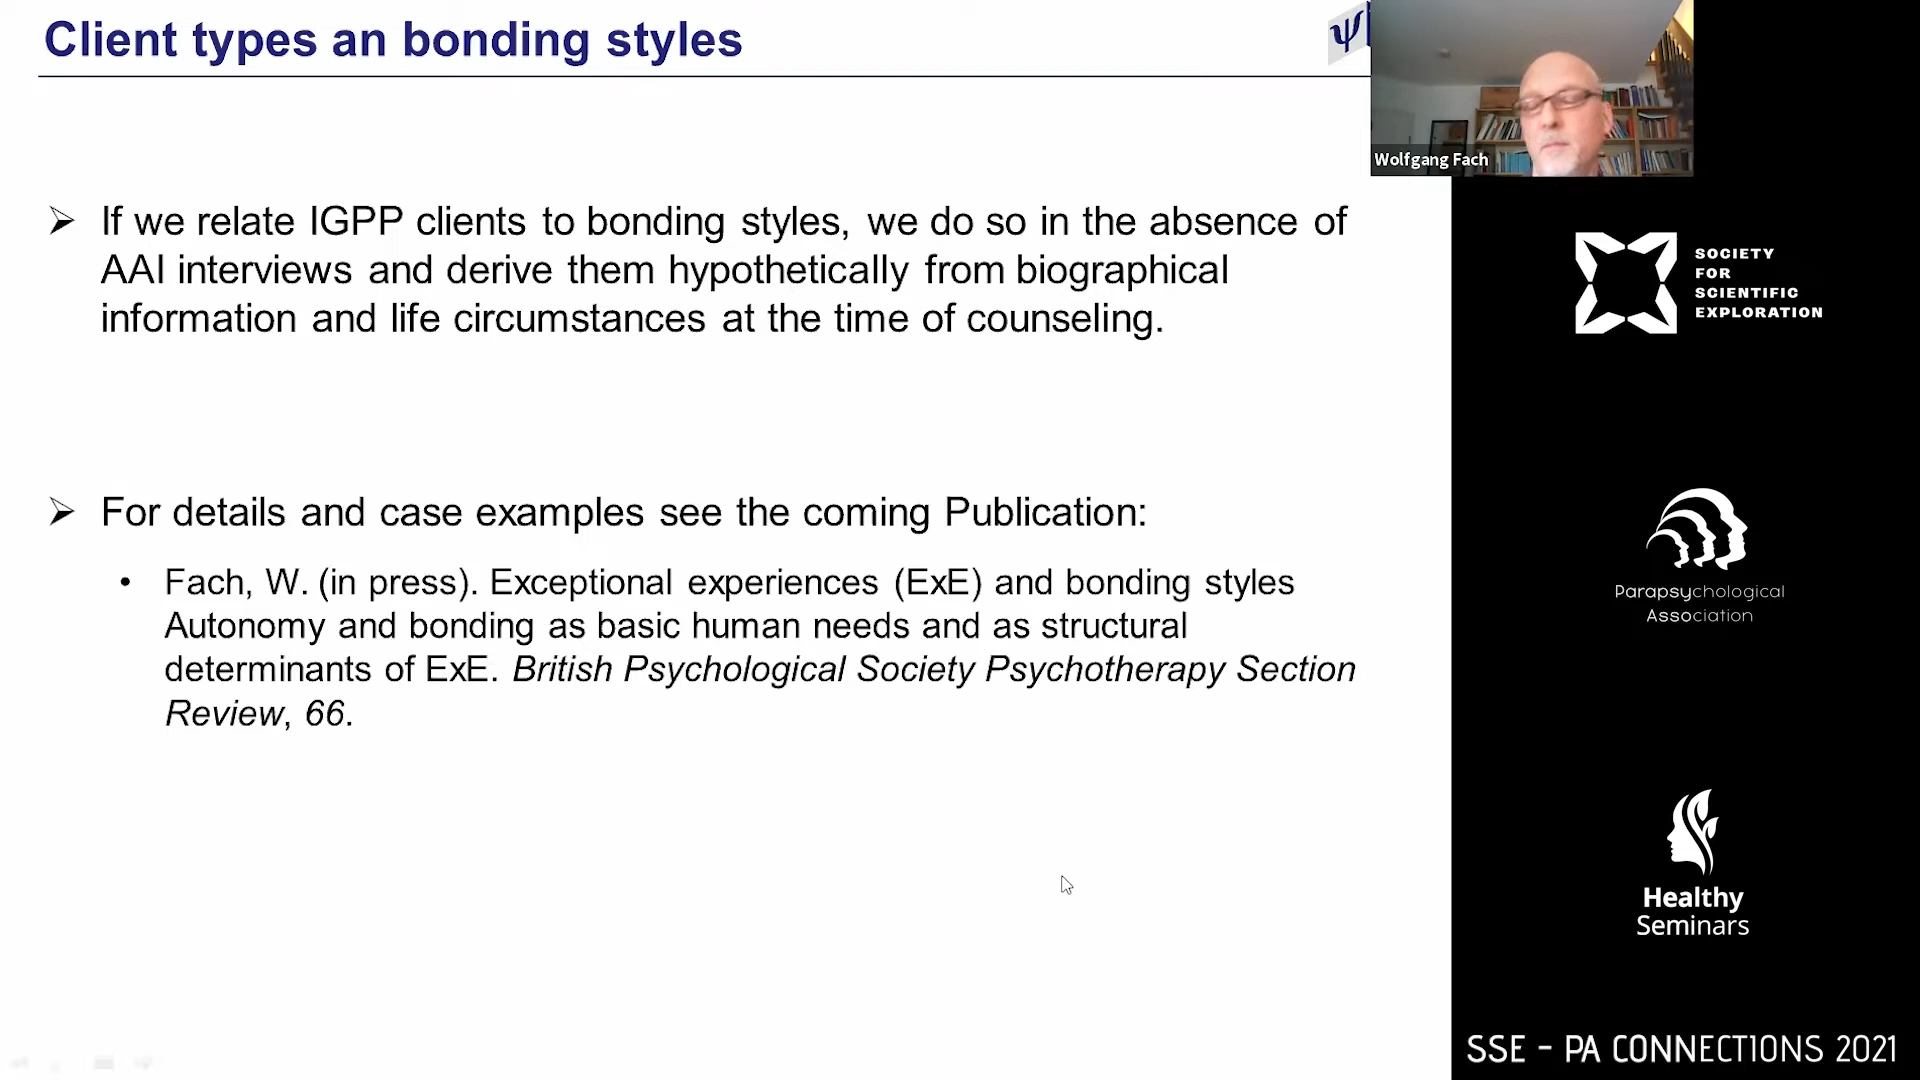 Client types an bonding styles
Ψ
Wolfgang Fach
➢ If we relate IGPP clients to bonding styles, we do so in the absence of
AAI interviews and derive them hypothetically from biographical
information and life circumstances at the time of counseling.
➢ For details and case examples see the coming Publication:
• Fach, W. (in press). Exceptional experiences (ExE) and bonding styles
Autonomy and bonding as basic human needs and as structural
determinants of ExE. British Psychological Society Psychotherapy Section
Review, 66.
SOCIETY
FOR
SCIENTIFIC
EXPLORATION
Parapsychological
Association
Healthy
Seminars
SSE - PA CONNECTIONS 2021